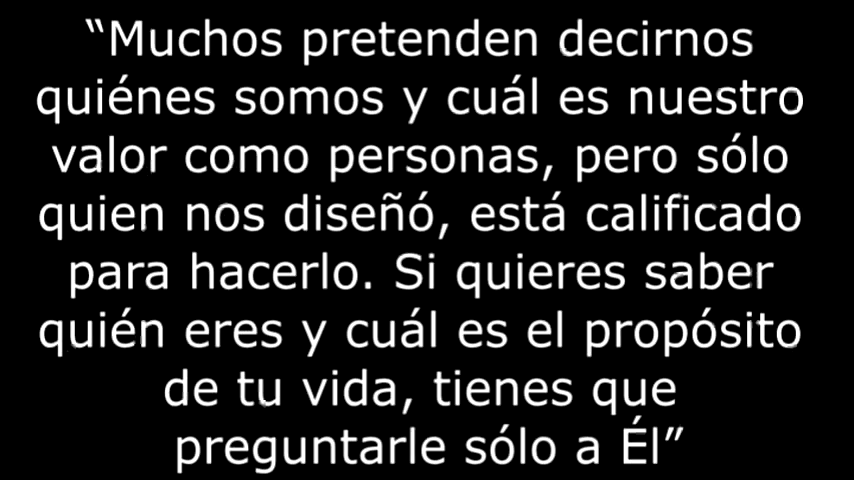 “Muchos pretenden decirnos
quiénes somos y cuál es nuestro
valor como personas, pero sólo
quien nos diseñó, está calificado
para hacerlo. Si quieres saber
quién eres y cuál es el propósito
de tu vida, tienes que
preguntarle sólo a Él”